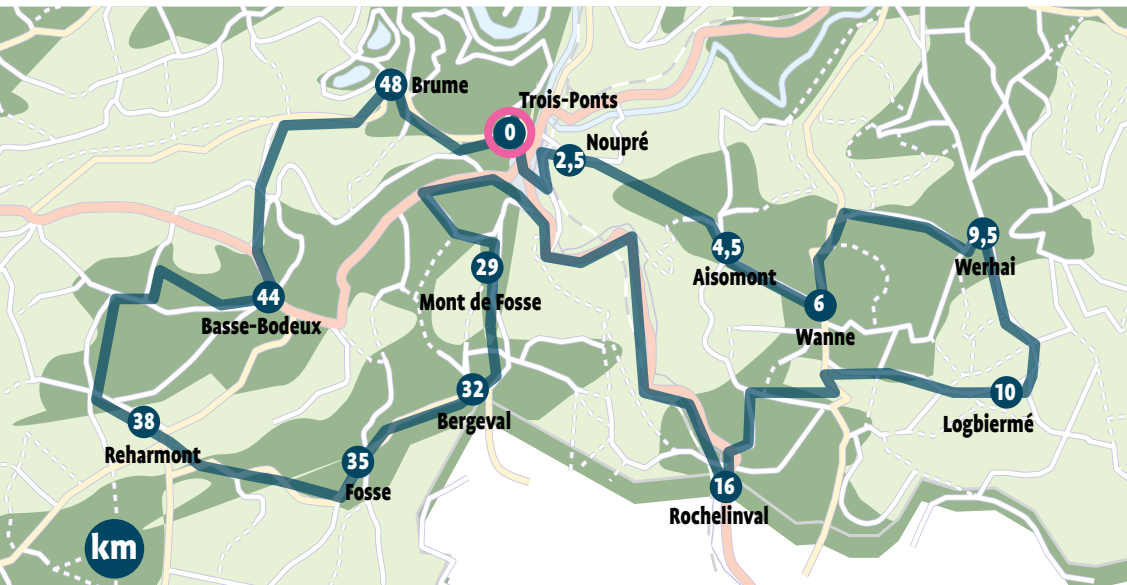 48 Brume
Trois-Ponts
0
Noupré
2,5
4,5
Aisomont
9,5
Werhai
29
Mont de Fosse
6
Wanne
44
Basse-Bodeux
32
Bergeval
10
Logbiermé
38
Reharmont
35
Fosse
16
Rochelinval
km